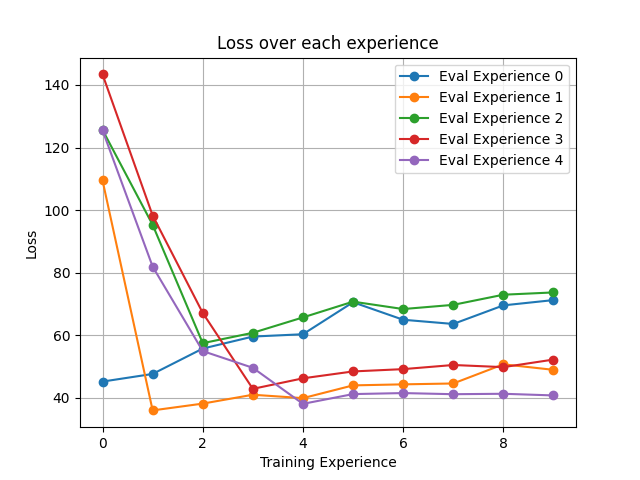 Loss over each experience
Eval Experience 0
Eval Experience 1
Eval Experience 2
Eval Experience 3
Eval Experience 4
Loss
140
120
100
80
60
40
0 2 4 6 8
Training Experience